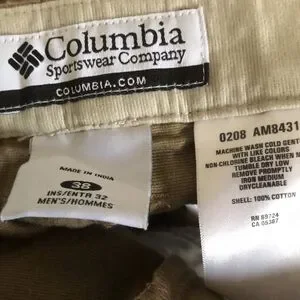 Columbia
Sportswear Company
COLUMBIA.COM
MADE IN INDIA
38
INS/ENTR 32
MEN'S/HOMMES
0208 AM8431
MACHINE WASH COLD GENT
WITH LIKE COLORS
NON-CHLORINE BLEACH WHEN N
TUMBLE DRY LOW
REMOVE PROMPTLY
IRON MEDIUM
DRYCLEANABLE
SHELL: 100% COTTON
RN 69724
CA 05367